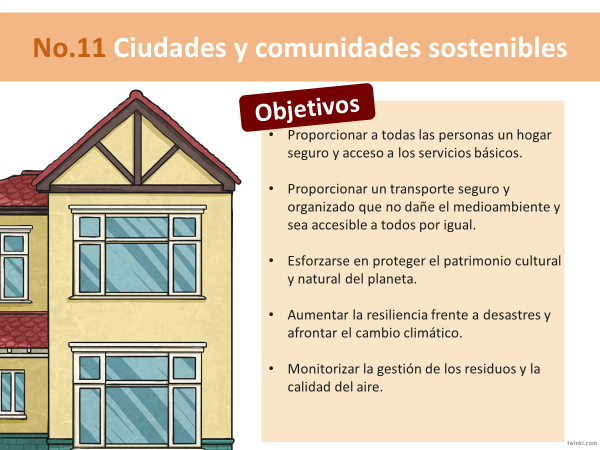 No.11 Ciudades y comunidades sostenibles
Objetivos
• Proporcionar a todas las personas un hogar
seguro y acceso a los servicios básicos.
• Proporcionar un transporte seguro y
organizado que no dañe el medioambiente y
sea accesible a todos por igual.
• Esforzarse en proteger el patrimonio cultural
y natural del planeta.
• Aumentar la resiliencia frente a desastres y
afrontar el cambio climático.
• Monitorizar la gestión de los residuos y la
calidad del aire.
twinkl.com